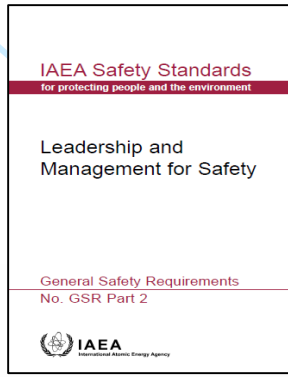 IAEA Safety Standards
for protecting people and the environment
Leadership and
Management for Safety
General Safety Requirements
No. GSR Part 2
IAEA
International Atomic Energy Agency